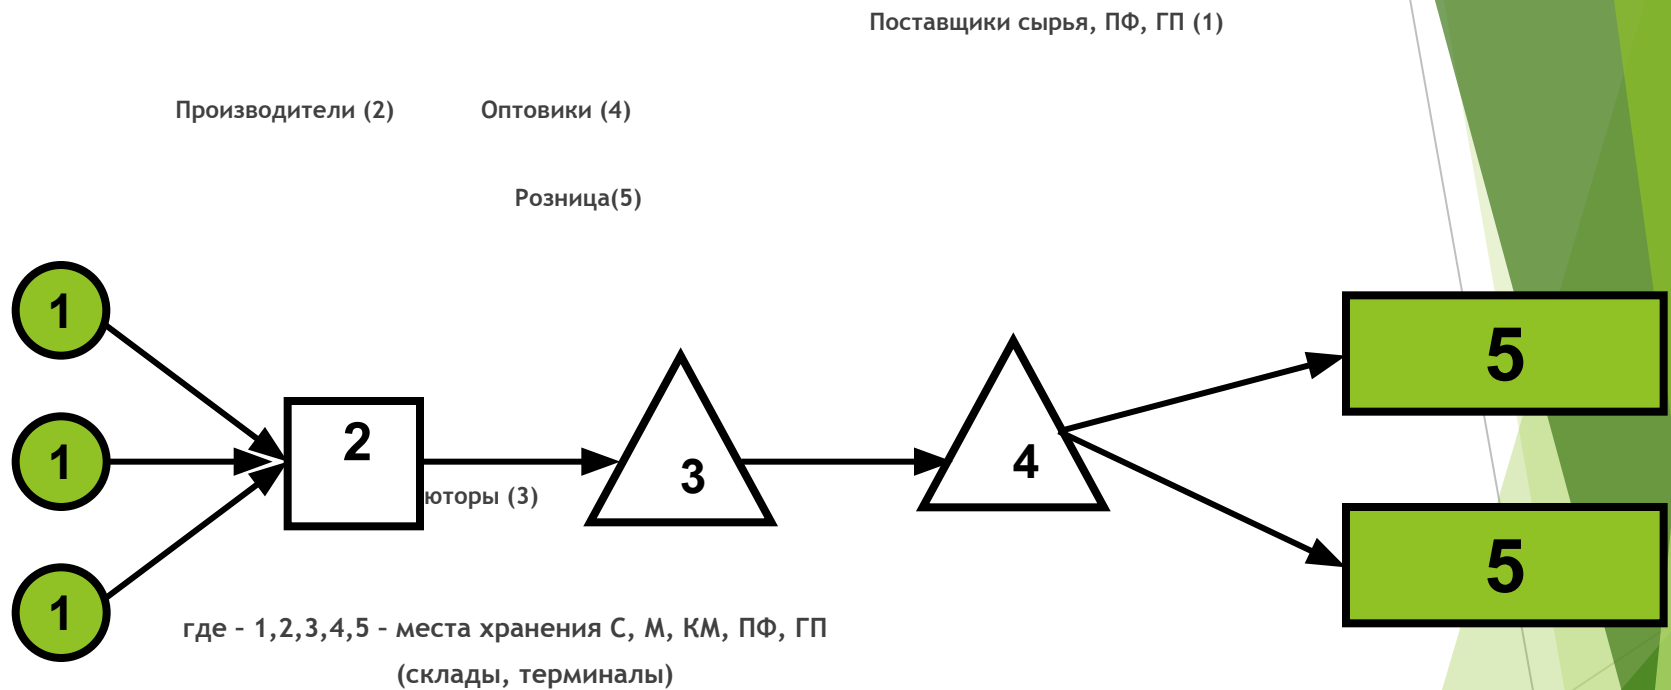 Поставщики сырья, ПФ, ГП (1)
Производители (2) Оптовики (4)
Розница(5)
1
5
2
4
1
3
юторы (3)
5
1
где – 1,2,3,4,5 – места хранения С, М, КМ, ПФ, ГП
(склады, терминалы)